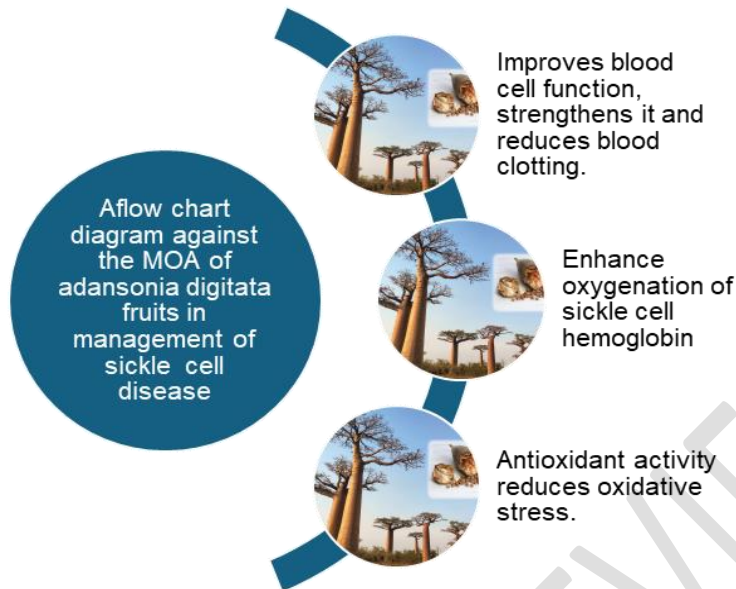 Aflow chart
diagram against
the MOA of
adansonia digitata
fruits in
management of
sickle cell
disease
Improves blood
cell function,
strengthens it and
reduces blood
clotting.
Enhance
oxygenation of
sickle cell
hemoglobin
Antioxidant activity
reduces oxidative
stress.